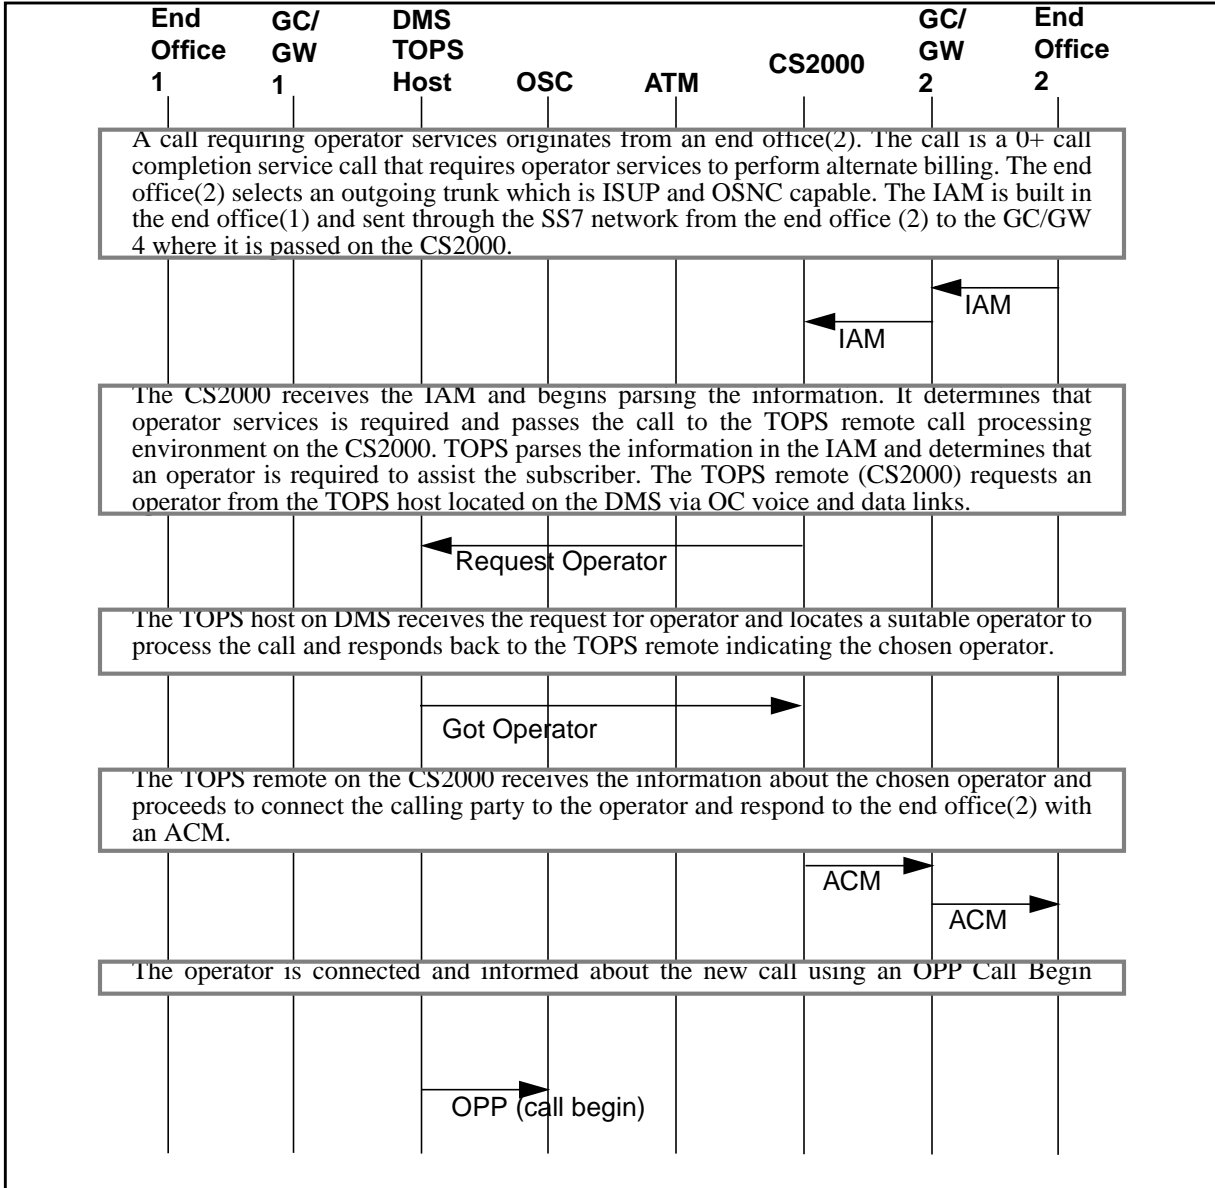 End Office 1
GC/ GW 1
DMS TOPS Host
OSC
ATM
CS2000
GC/ GW 2
End Office 2
A call requiring operator services originates from an end office(2). The call is a 0+ call
completion service call that requires operator services to perform alternate billing. The end
office(2) selects an outgoing trunk which is ISUP and OSNC capable. The IAM is built in
the end office(1) and sent through the SS7 network from the end office (2) to the GC/GW
4 where it is passed on the CS2000.
IAM
IAM
The CS2000 receives the IAM and begins parsing the information. It determines that
operator services is required and passes the call to the TOPS remote call processing
environment on the CS2000. TOPS parses the information in the IAM and determines that
an operator is required to assist the subscriber. The TOPS remote (CS2000) requests an
operator from the TOPS host located on the DMS via OC voice and data links.
Request Operator
The TOPS host on DMS receives the request for operator and locates a suitable operator to
process the call and responds back to the TOPS remote indicating the chosen operator.
Got Operator
The TOPS remote on the CS2000 receives the information about the chosen operator and
proceeds to connect the calling party to the operator and respond to the end office(2) with
an ACM.
ACM
ACM
The operator is connected and informed about the new call using an OPP Call Begin
OPP (call begin)